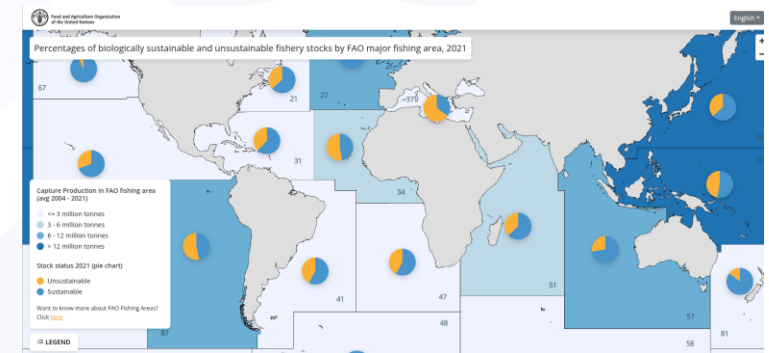 Food and Agriculture Organization
of the United Nations
English
Percentages of biologically sustainable and unsustainable fishery stocks by FAO major fishing area, 2021
+
−
67
21
27
37
31
34
Capture Production in FAO fishing area
(avg 2004 - 2021)
<= 3 million tonnes
3 - 6 million tonnes
6 - 12 million tonnes
> 12 million tonnes
Stock status 2021 (pie chart)
Unsustainable
Sustainable
Want to know more about FAO Fishing Areas?
Click here
41
47
51
57
48
87
81
58
LEGEND